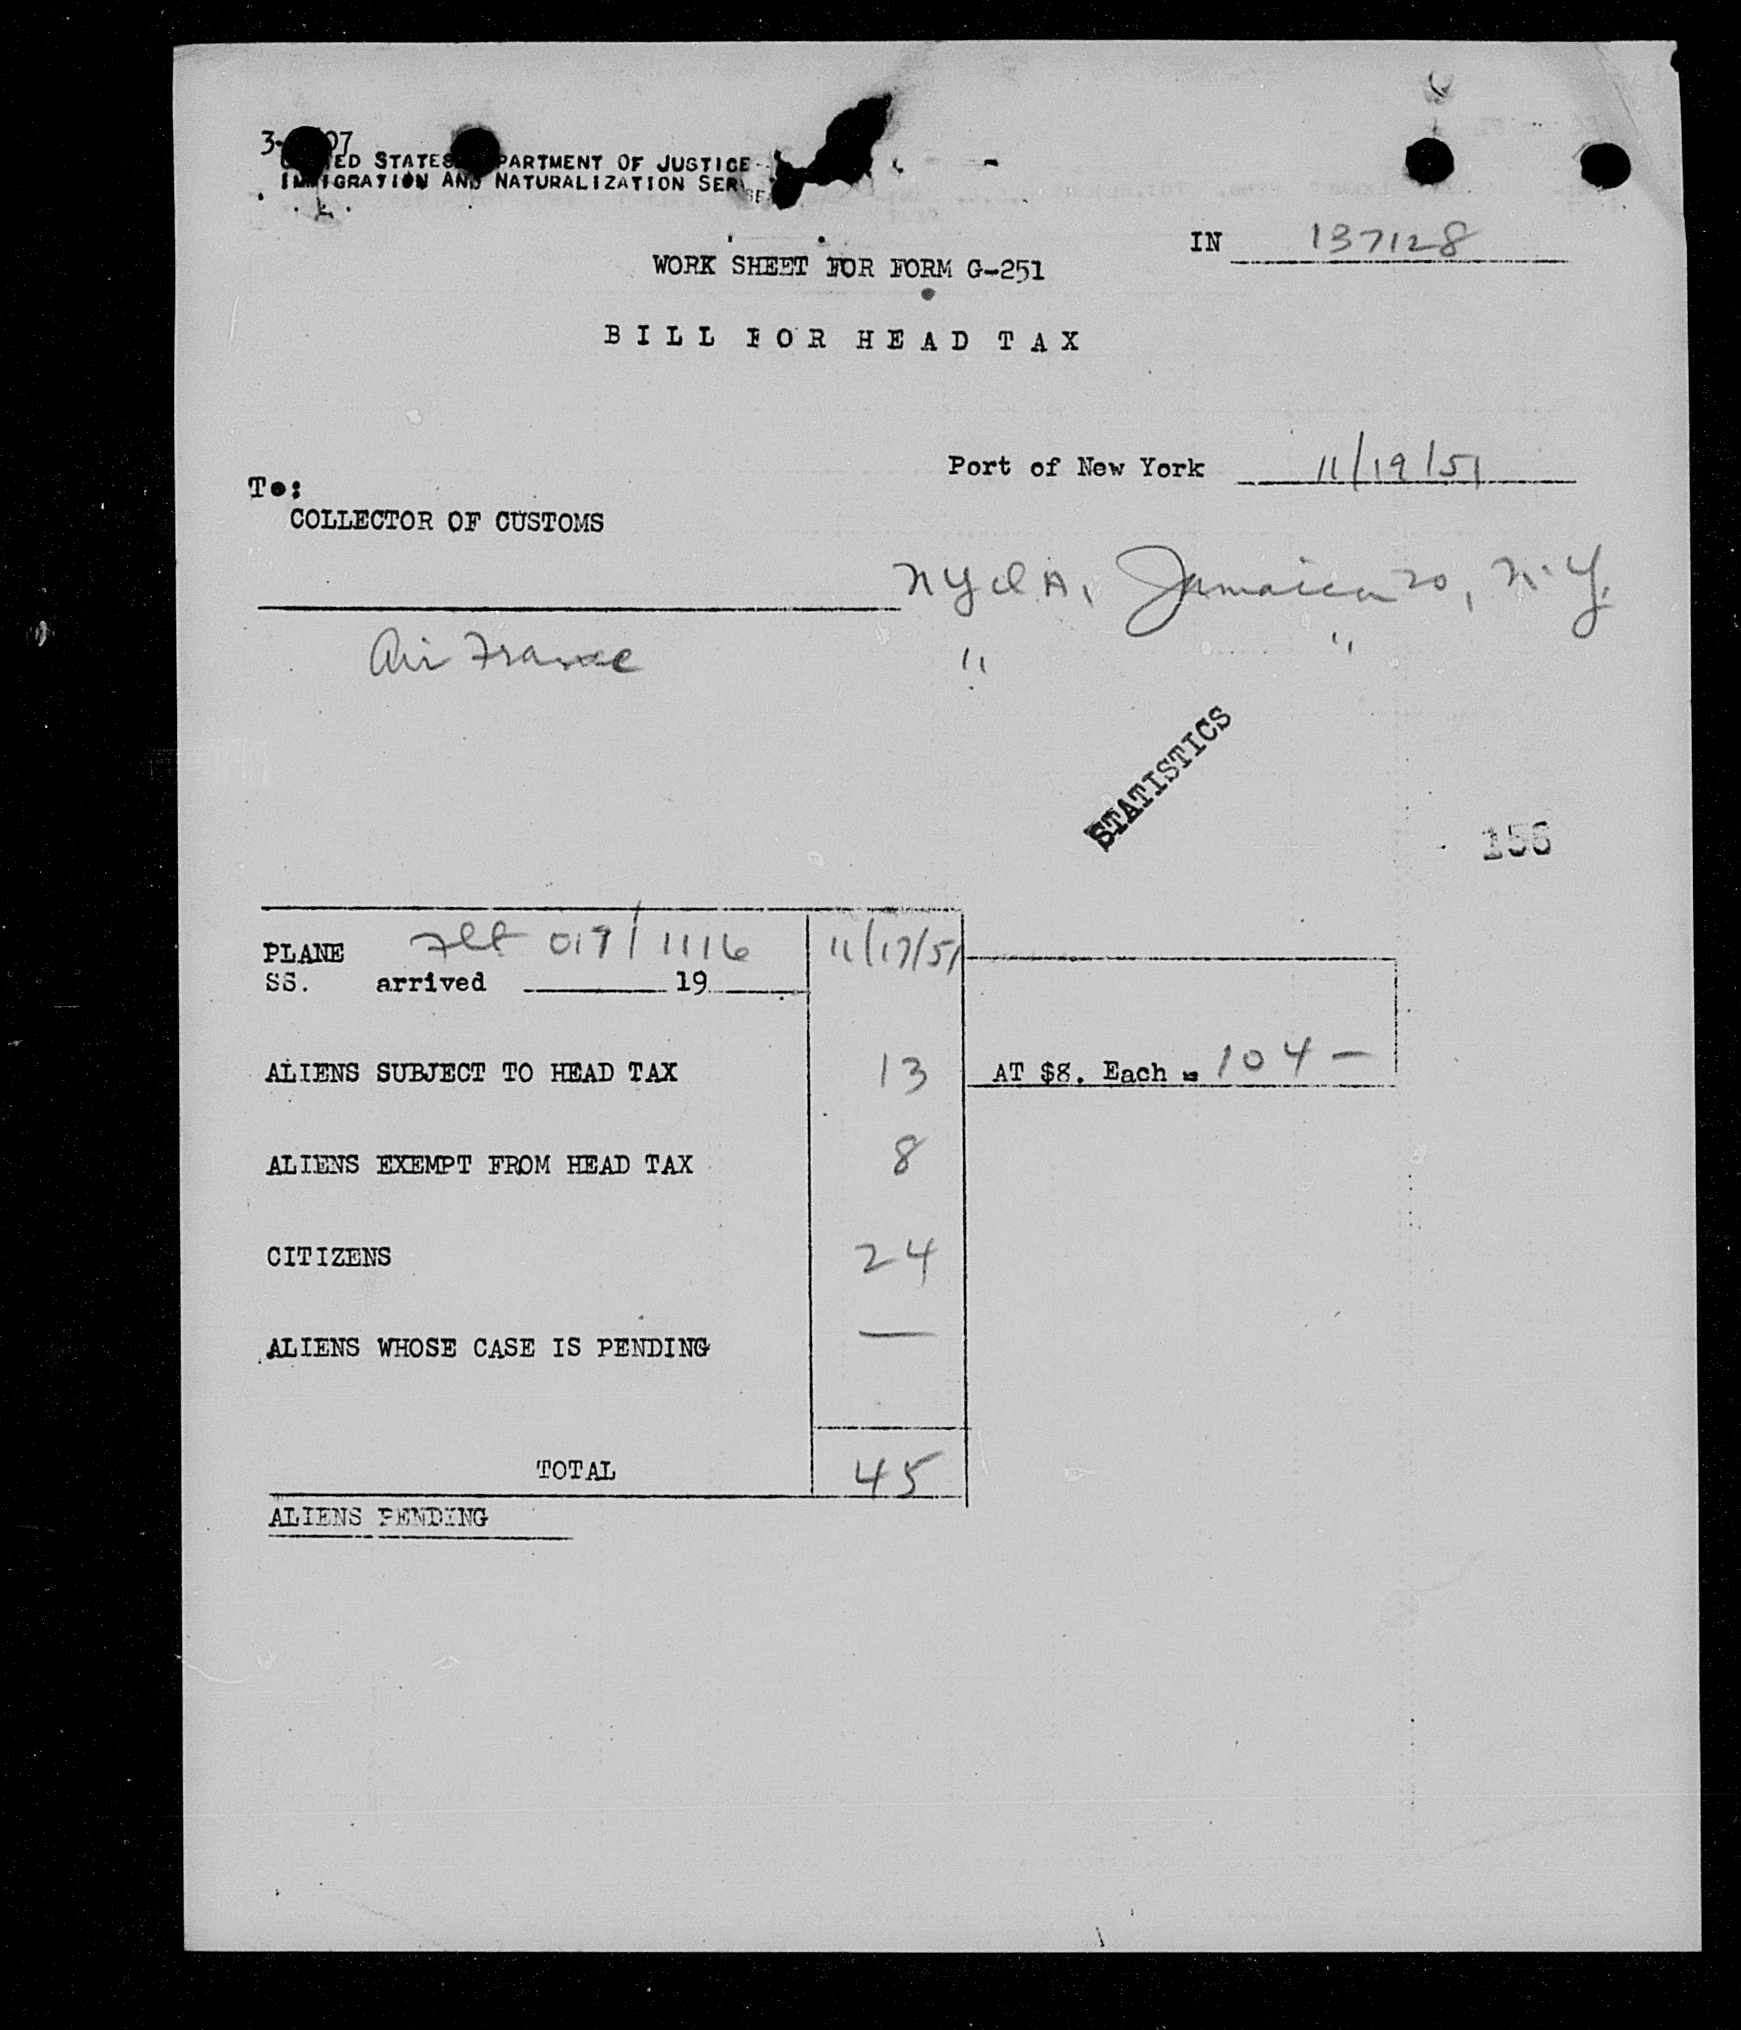 UNITED STATES DEPARTMENT OF JUSTICE
IMMIGRATION AND NATURALIZATION SERVICE
IN 137128
WORK SHEET FOR FORM G-251
BILL FOR HEAD TAX
Port of New York 11/19/51
To:
COLLECTOR OF CUSTOMS
NYIA, Jamaica 20, N.Y.
Air France " "
STATISTICS
156
PLANE Flt 019/1116 11/17/51
SS. arrived 19
ALIENS SUBJECT TO HEAD TAX 13 AT $8. Each = 104 —
ALIENS EXEMPT FROM HEAD TAX 8
CITIZENS 24
ALIENS WHOSE CASE IS PENDING —
TOTAL 45
ALIENS PENDING